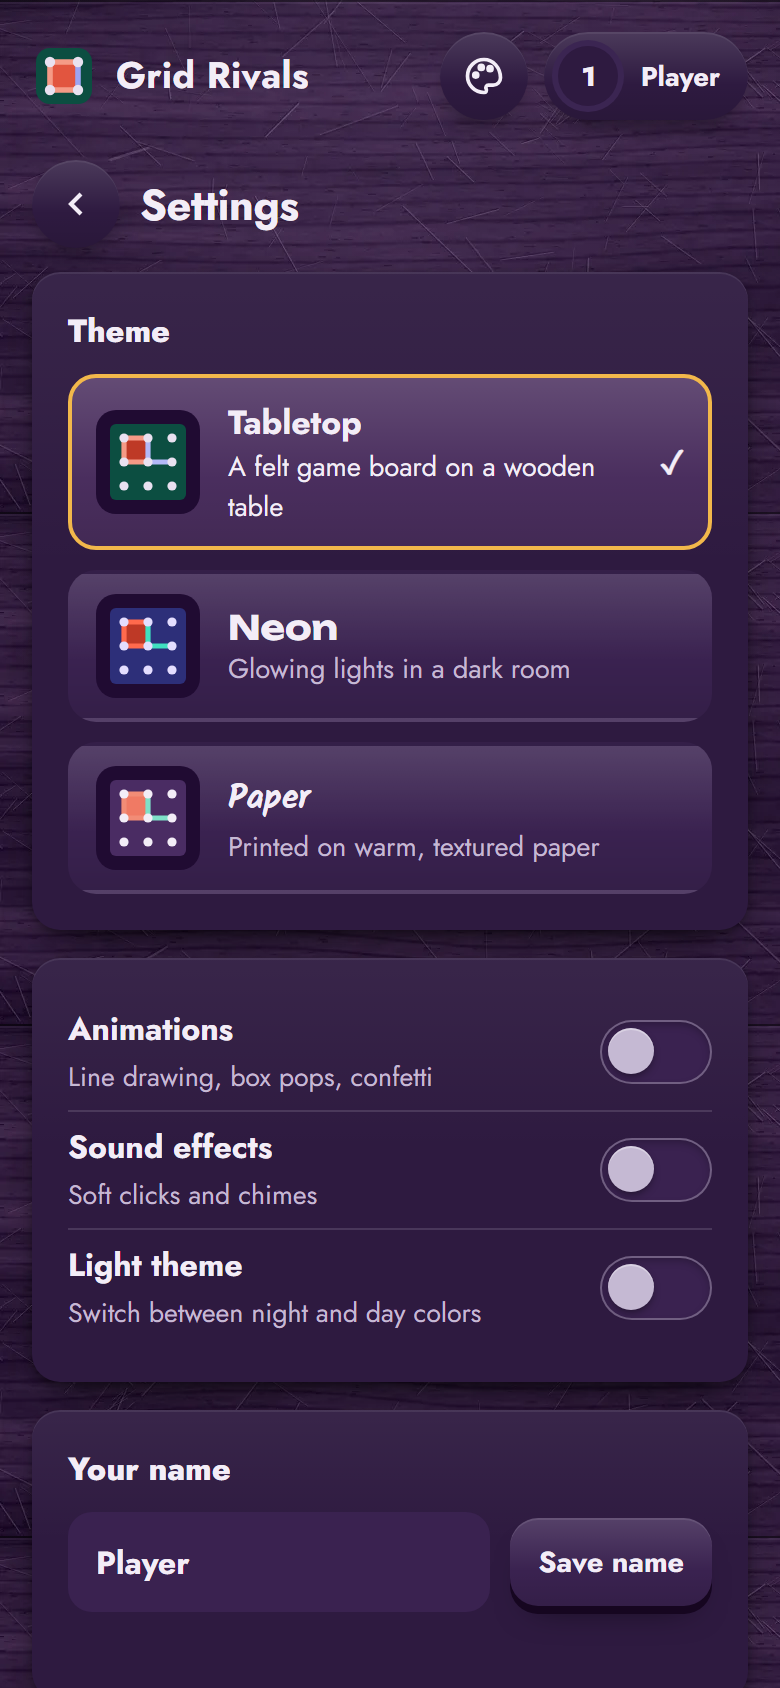 Grid Rivals
1
Player
Settings
Theme
Tabletop
A felt game board on a wooden
table
Neon
Glowing lights in a dark room
Paper
Printed on warm, textured paper
Animations
Line drawing, box pops, confetti
Sound effects
Soft clicks and chimes
Light theme
Switch between night and day colors
Your name
Player
Save name